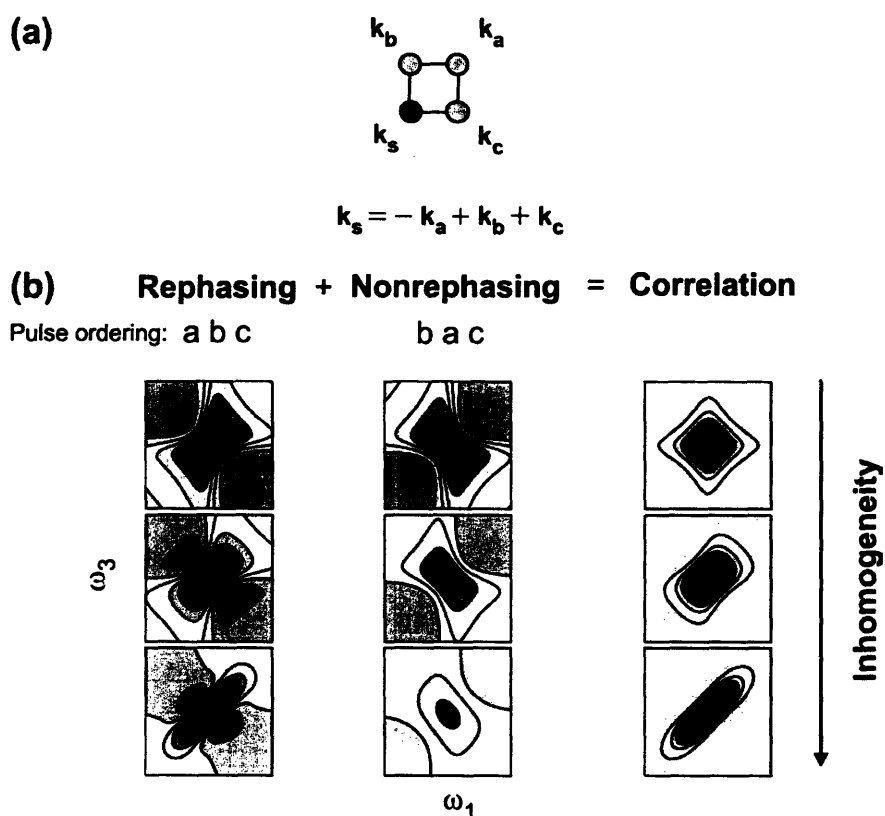 (a)
k_b k_a
k_s k_c
k_s = − k_a + k_b + k_c
(b) Rephasing + Nonrephasing = Correlation
Pulse ordering: a b c b a c
ω_3
Inhomogeneity
ω_1